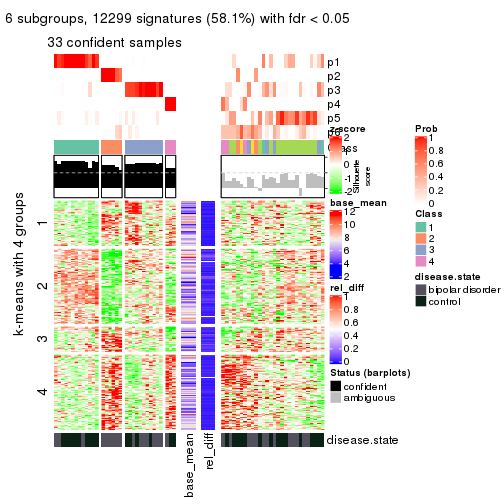 6 subgroups, 12299 signatures (58.1%) with fdr < 0.05
33 confident samples
p1
p2
p3
p4
p5
p6
Class
Silhouette
score
1
2
3
4
k-means with 4 groups
base_mean
rel_diff
disease.state
z-score
2
1
0
-1
-2
base_mean
12
10
8
6
4
2
rel_diff
1
0.8
0.6
0.4
0.2
0
Status (barplots)
confident
ambiguous
Prob
1
0.8
0.6
0.4
0.2
0
Class
1
2
3
4
disease.state
bipolar disorder
control